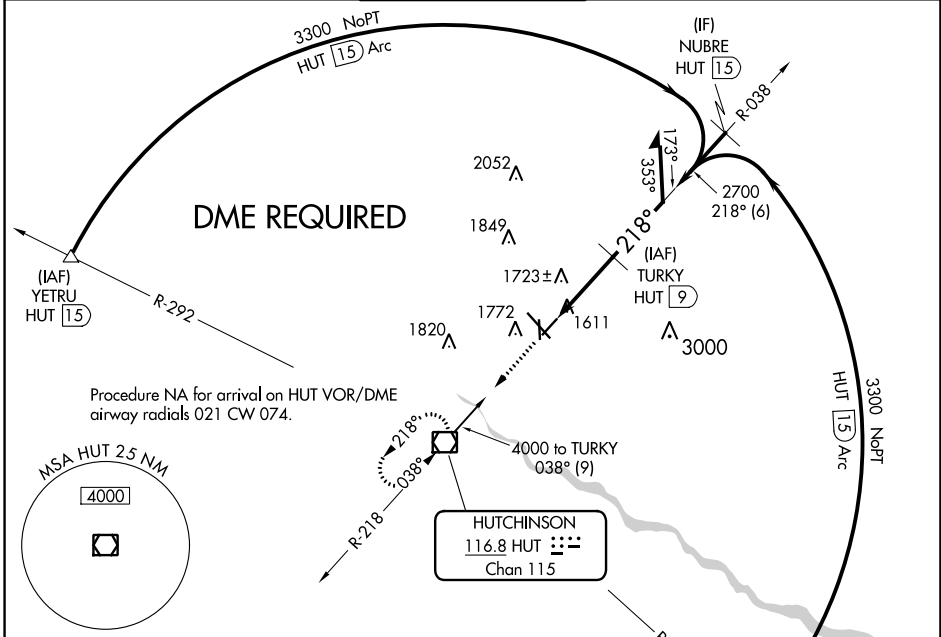 3300 NoPT
HUT 15 Arc
(IF)
NUBRE
HUT 15
R-038
173°
353°
2700
218° (6)
2052
DME REQUIRED
1849
218°
(IAF)
TURKY
HUT 9
1723±
(IAF)
YETRU
HUT 15
R-292
1772
1611
1820
3000
Procedure NA for arrival on HUT VOR/DME
airway radials 021 CW 074.
3300 NoPT
HUT 15 Arc
MSA HUT 25 NM
4000
218°
038°
4000 to TURKY
038° (9)
R-218
HUTCHINSON
116.8 HUT
Chan 115